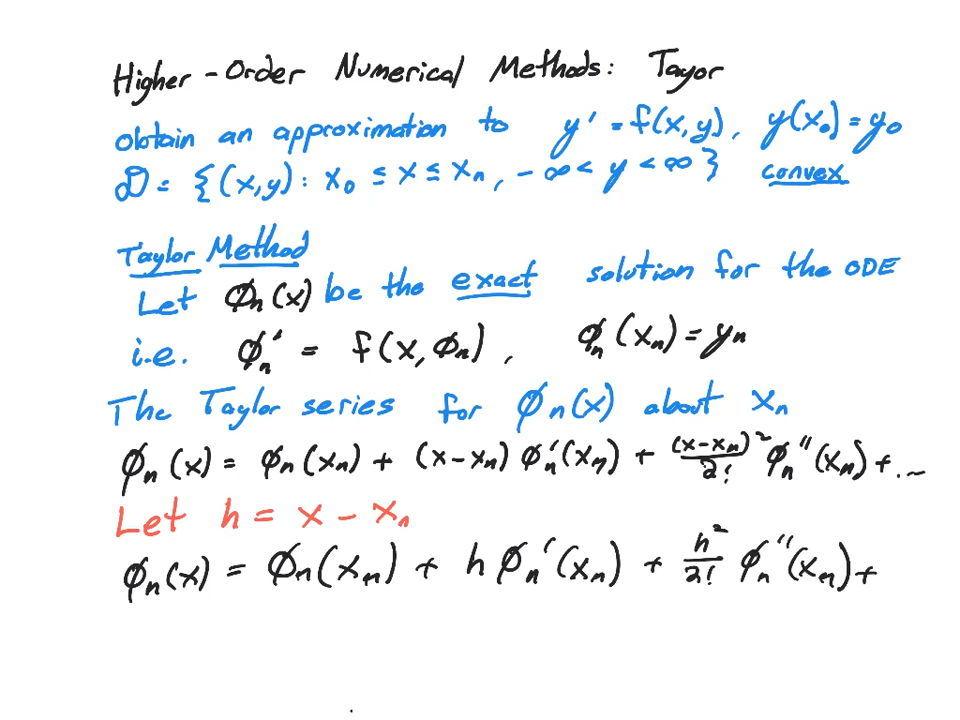 Higher-Order Numerical Methods: Tayor
obtain an approximation to y' = f(x,y), y(x₀)=y₀
D = {(x,y): x₀ ≤ x ≤ xₙ, -∞ < y < ∞} convex
Taylor Method
Let ϕₙ(x) be the exact solution for the ODE
i.e. ϕₙ' = f(x, ϕₙ), ϕₙ(xₙ) = yₙ
The Taylor series for ϕₙ(x) about xₙ
ϕₙ(x) = ϕₙ(xₙ) + (x-xₙ) ϕₙ'(xₙ) + (x-xₙ)²/2! ϕₙ''(xₙ) + ...
Let h = x - xₙ
ϕₙ(x) = ϕₙ(xₙ) + h ϕₙ'(xₙ) + h²/2! ϕₙ''(xₙ) +